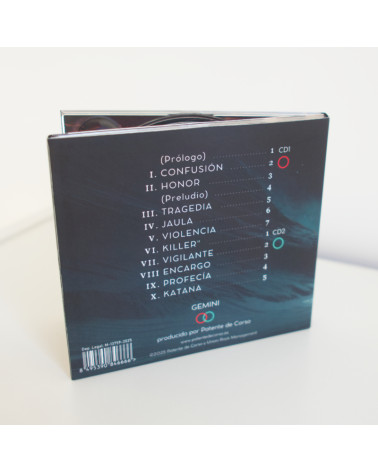 (Prólogo) 1 CD1
I. CONFUSIÓN 2
II. HONOR 3
(Preludio) 4
III. TRAGEDIA 5
IV. JAULA 6
V. VIOLENCIA 7
VI. KILLER" 1 CD2
VII. VIGILANTE 2
VIII ENCARGO 3
IX. PROFECÍA 4
X. KATANA 5
GEMINI
producido por Patente de Corso